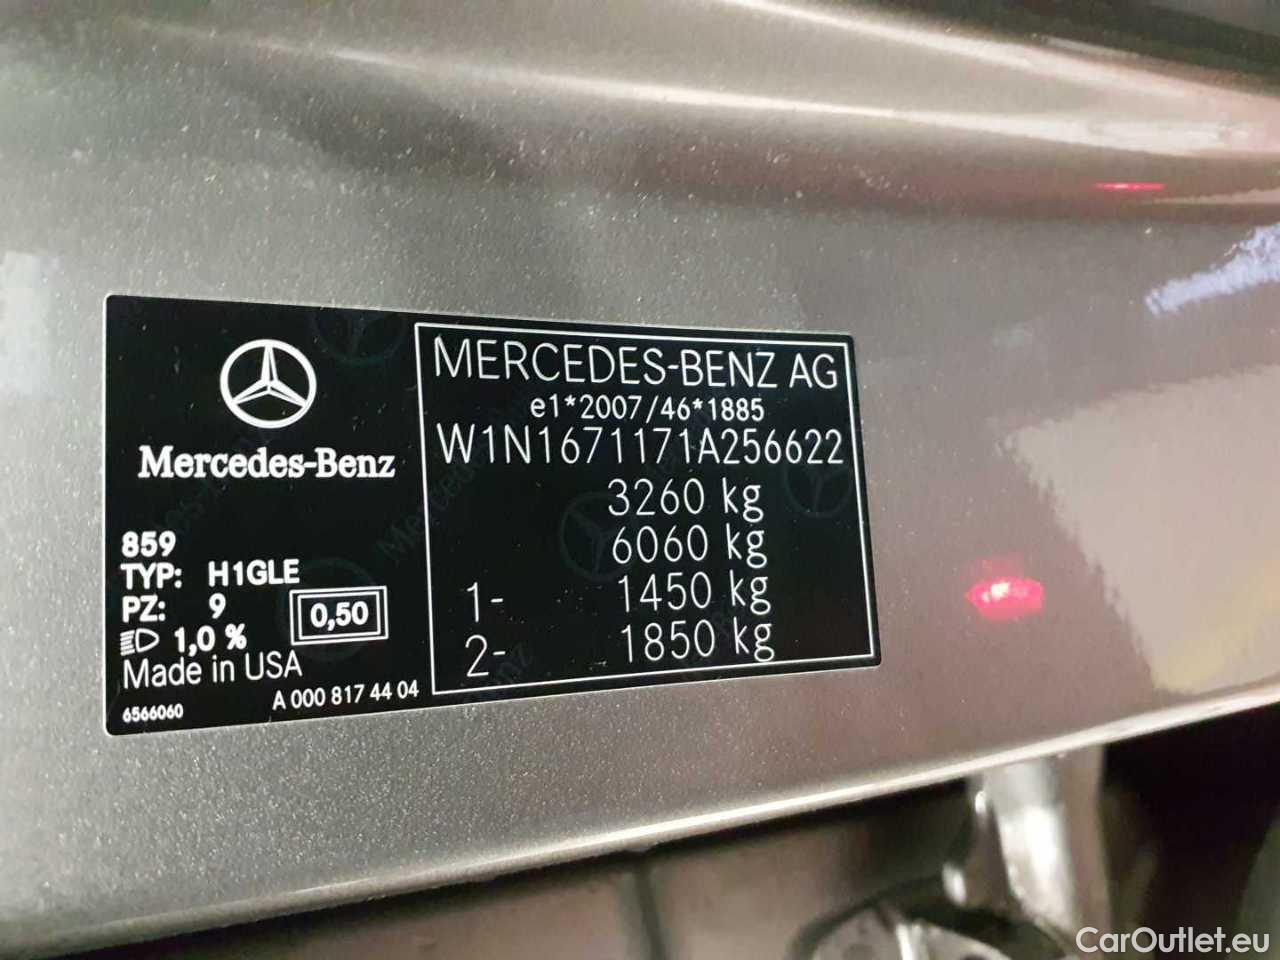 Mercedes-Benz
859
TYP: H1GLE
PZ: 9
1,0 %
0,50
Made in USA
6566060
A 000 817 44 04
MERCEDES-BENZ AG
e1*2007/46*1885
W1N1671171A256622
3260 kg
6060 kg
1- 1450 kg
2- 1850 kg
CarOutlet.eu